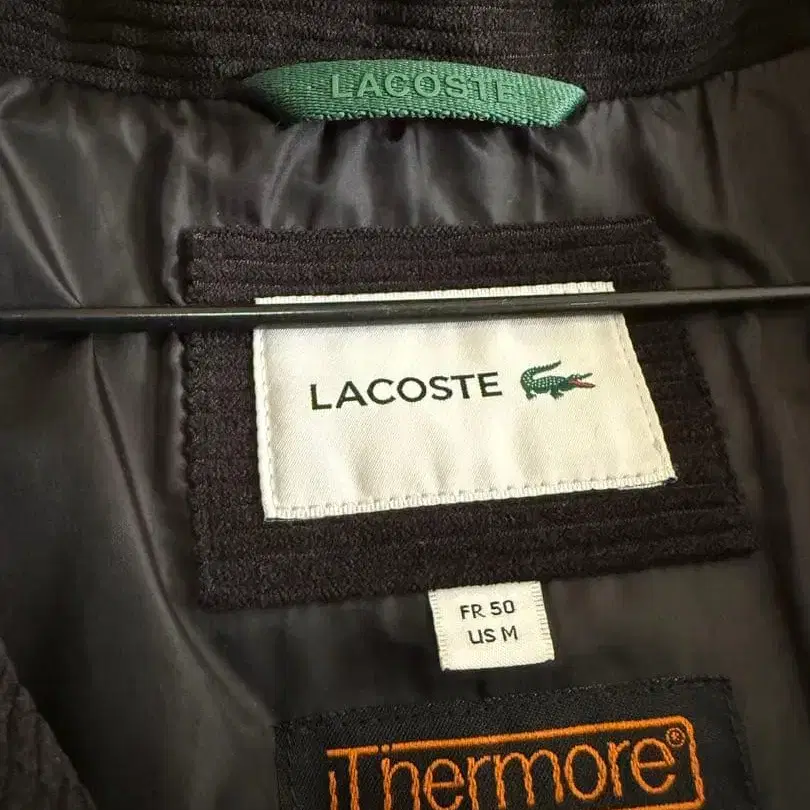 LACOSTE
LACOSTE
FR 50
US M
Thermore®